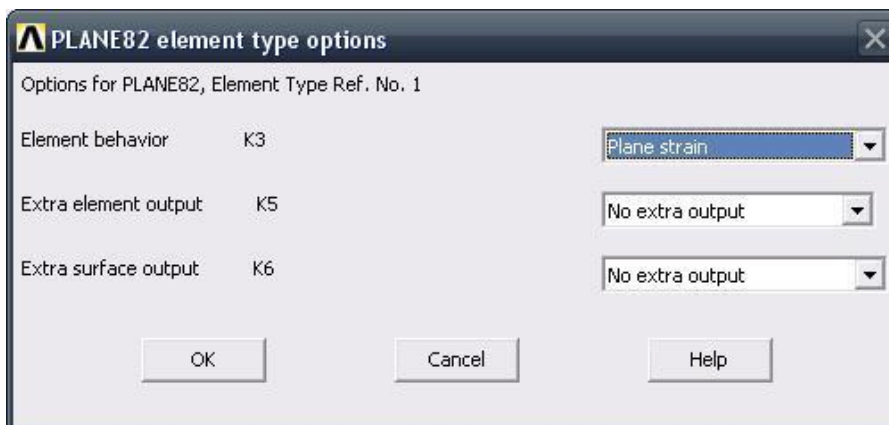 PLANE82 element type options
Options for PLANE82, Element Type Ref. No. 1
Element behavior K3 Plane strain
Extra element output K5 No extra output
Extra surface output K6 No extra output
OK Cancel Help